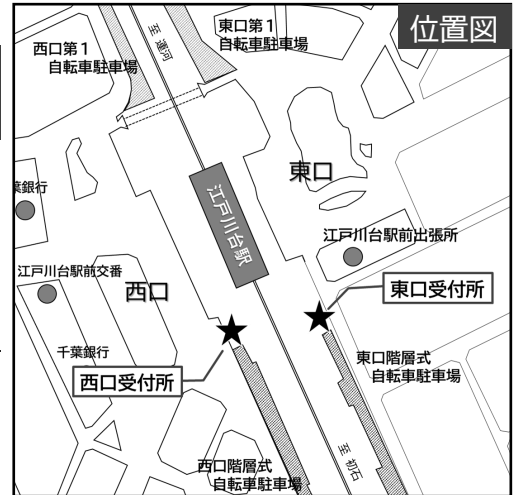 位置図
西口第1
自転車駐車場
至 運河
東口第1
自転車駐車場
東口
江戸川台駅
葉銀行
江戸川台駅前出張所
江戸川台駅前交番
西口
東口受付所
千葉銀行
西口受付所
東口階層式
自転車駐車場
西口階層式
自転車駐車場
至 初石